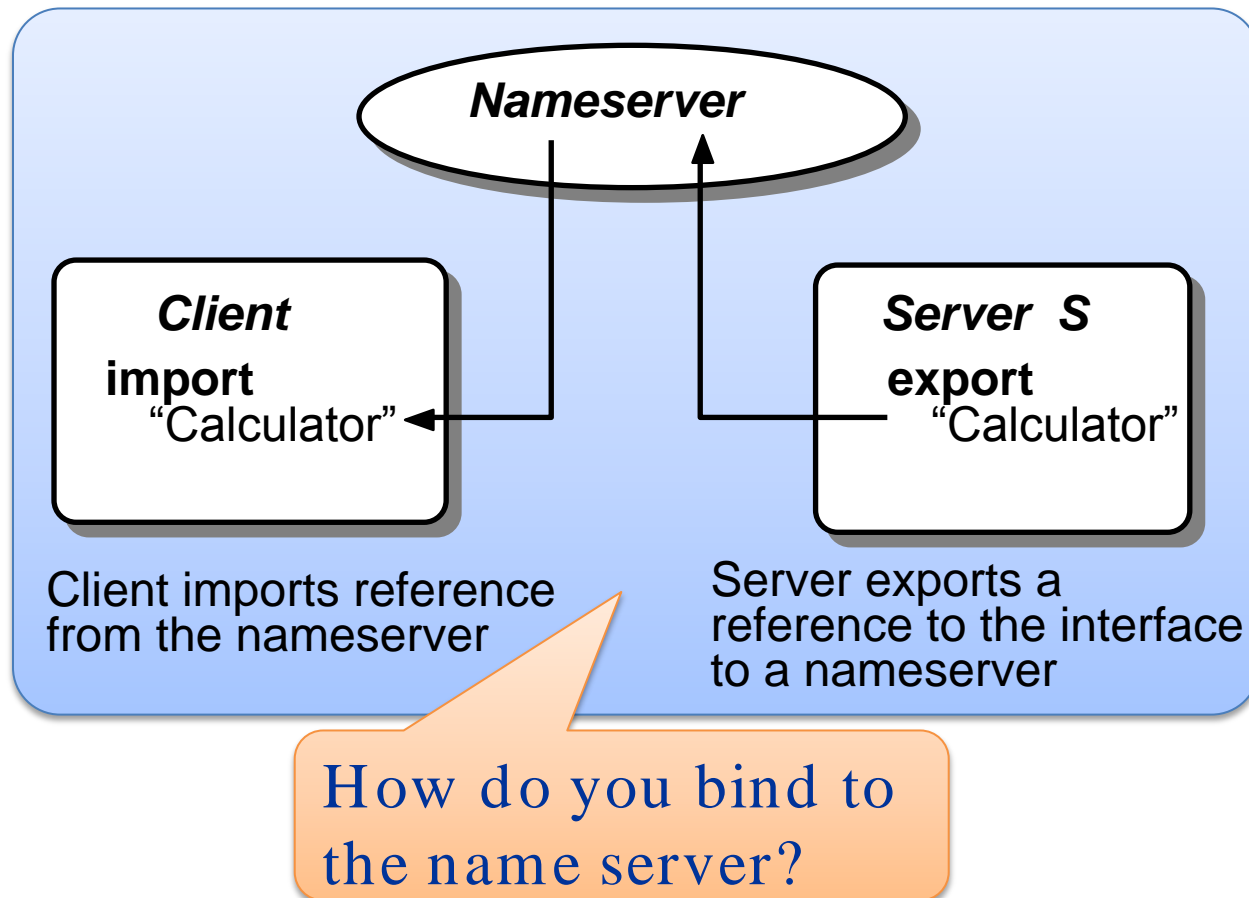 Nameserver
Client
import
“Calculator”
Server S
export
“Calculator”
Client imports reference
from the nameserver
Server exports a
reference to the interface
to a nameserver
How do you bind to
the name server?